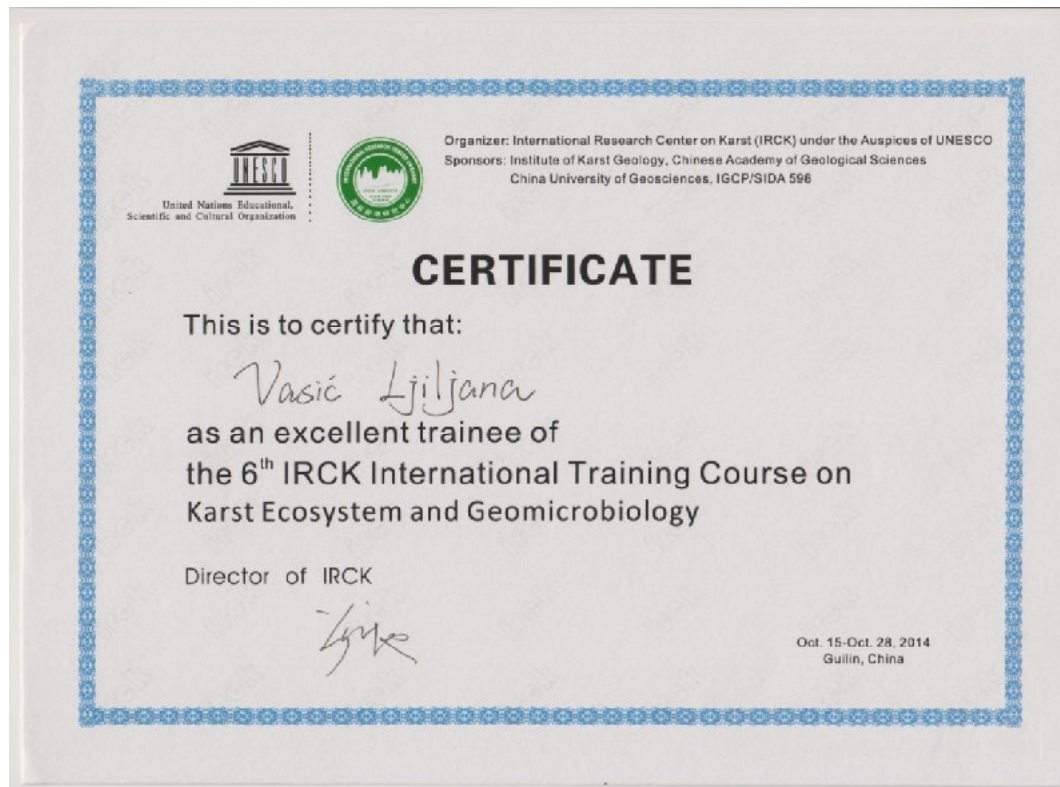 Organizer: International Research Center on Karst (IRCK) under the Auspices of UNESCO
Sponsors: Institute of Karst Geology, Chinese Academy of Geological Sciences
China University of Geosciences, IGCP/SIDA 598
UNESCO
United Nations Educational,
Scientific and Cultural Organization
CERTIFICATE
This is to certify that:
Vasić Ljiljana
as an excellent trainee of
the 6th IRCK International Training Course on
Karst Ecosystem and Geomicrobiology
Director of IRCK
Oct. 15-Oct. 28, 2014
Guilin, China